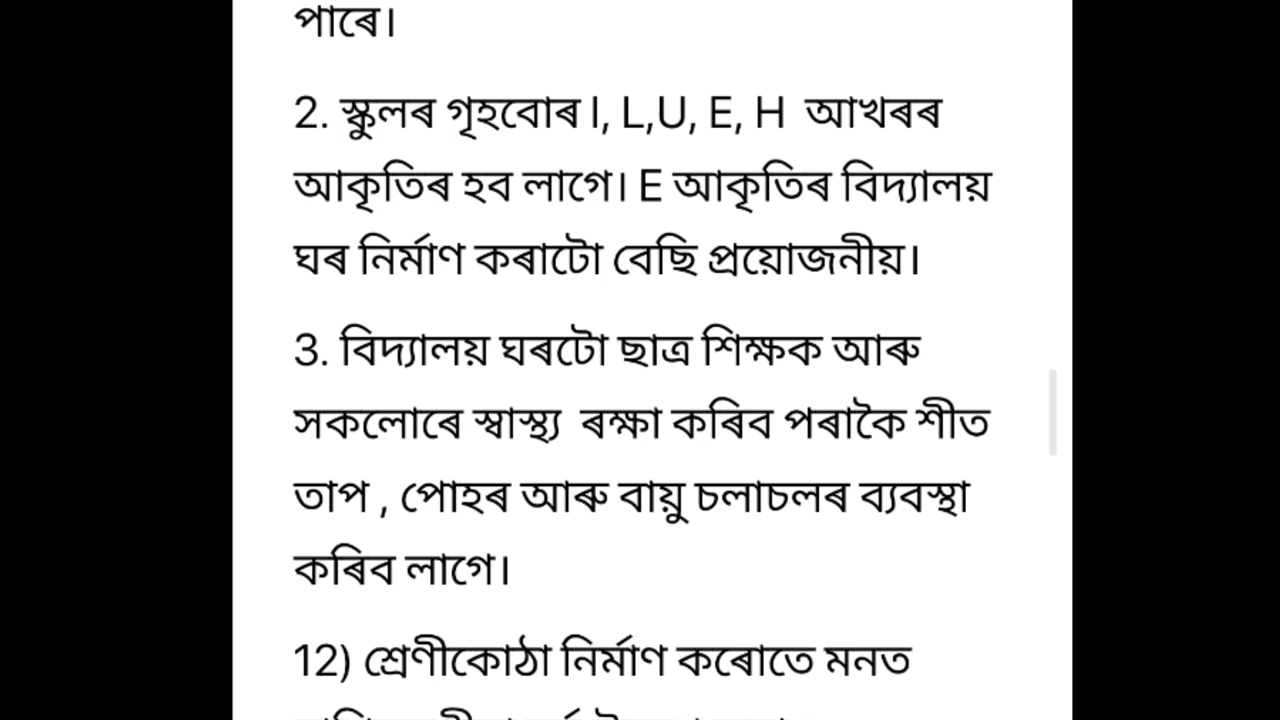 পাৰে।
2. স্কুলৰ গৃহবোৰ l, L,U, E, H আখৰৰ
আকৃতিৰ হব লাগে। E আকৃতিৰ বিদ্যালয়
ঘৰ নিৰ্মাণ কৰাটো বেছি প্ৰয়োজনীয়।
3. বিদ্যালয় ঘৰটো ছাত্ৰ শিক্ষক আৰু
সকলোৰে স্বাস্থ্য ৰক্ষা কৰিব পৰাকৈ শীত
তাপ , পোহৰ আৰু বায়ু চলাচলৰ ব্যবস্থা
কৰিব লাগে।
12) শ্ৰেণীকোঠা নিৰ্মাণ কৰোতে মনত